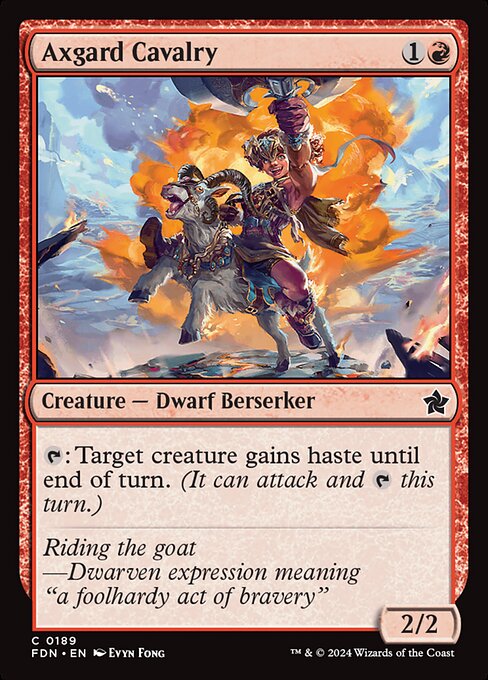 Axgard Cavalry 1
Creature — Dwarf Berserker
: Target creature gains haste until
end of turn. (It can attack and this
turn.)
Riding the goat
—Dwarven expression meaning
“a foolhardy act of bravery”
2/2
C 0189
FDN • EN Evyn Fong
™ & © 2024 Wizards of the Coast